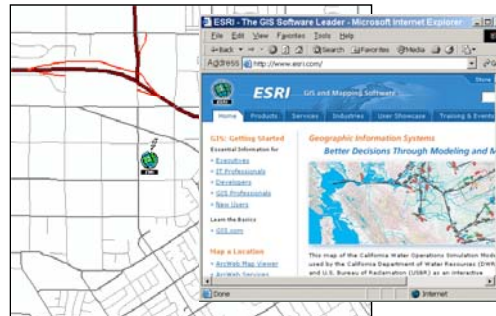 ESRI - The GIS Software Leader - Microsoft Internet Explorer
File Edit View Favorites Tools Help
Back Search Favorites Media
Address http://www.esri.com/
Store
ESRI GIS and Mapping Software
Home Products Services Industries User Showcase Training & Events
GIS: Getting Started
Essential Information for
Executives
IT Professionals
Developers
GIS Professionals
New Users
Learn the Basics
GIS.com
Map a Location
ArcWeb Map Viewer
ArcWeb Services
Geographic Information Systems
Better Decisions Through Modeling and M
This map of the California Water Operations Simulation Mode
used by the California Department of Water Resources (DWR
and U.S. Bureau of Reclamation (USBR) as an interactive
Done Internet
ESRI